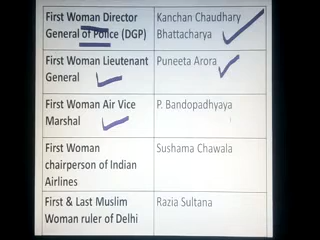 First Woman Director Kanchan Chaudhary
General of Police (DGP) Bhattacharya
First Woman Lieutenant Puneeta Arora
General
First Woman Air Vice P. Bandopadhyaya
Marshal
First Woman Sushama Chawala
chairperson of Indian
Airlines
First & Last Muslim Razia Sultana
Woman ruler of Delhi